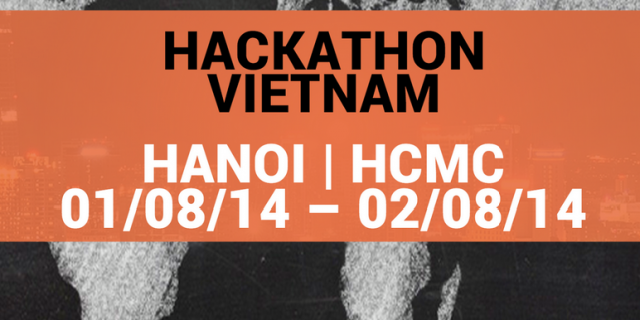 HACKATHON
VIETNAM
HANOI | HCMC
01/08/14 – 02/08/14